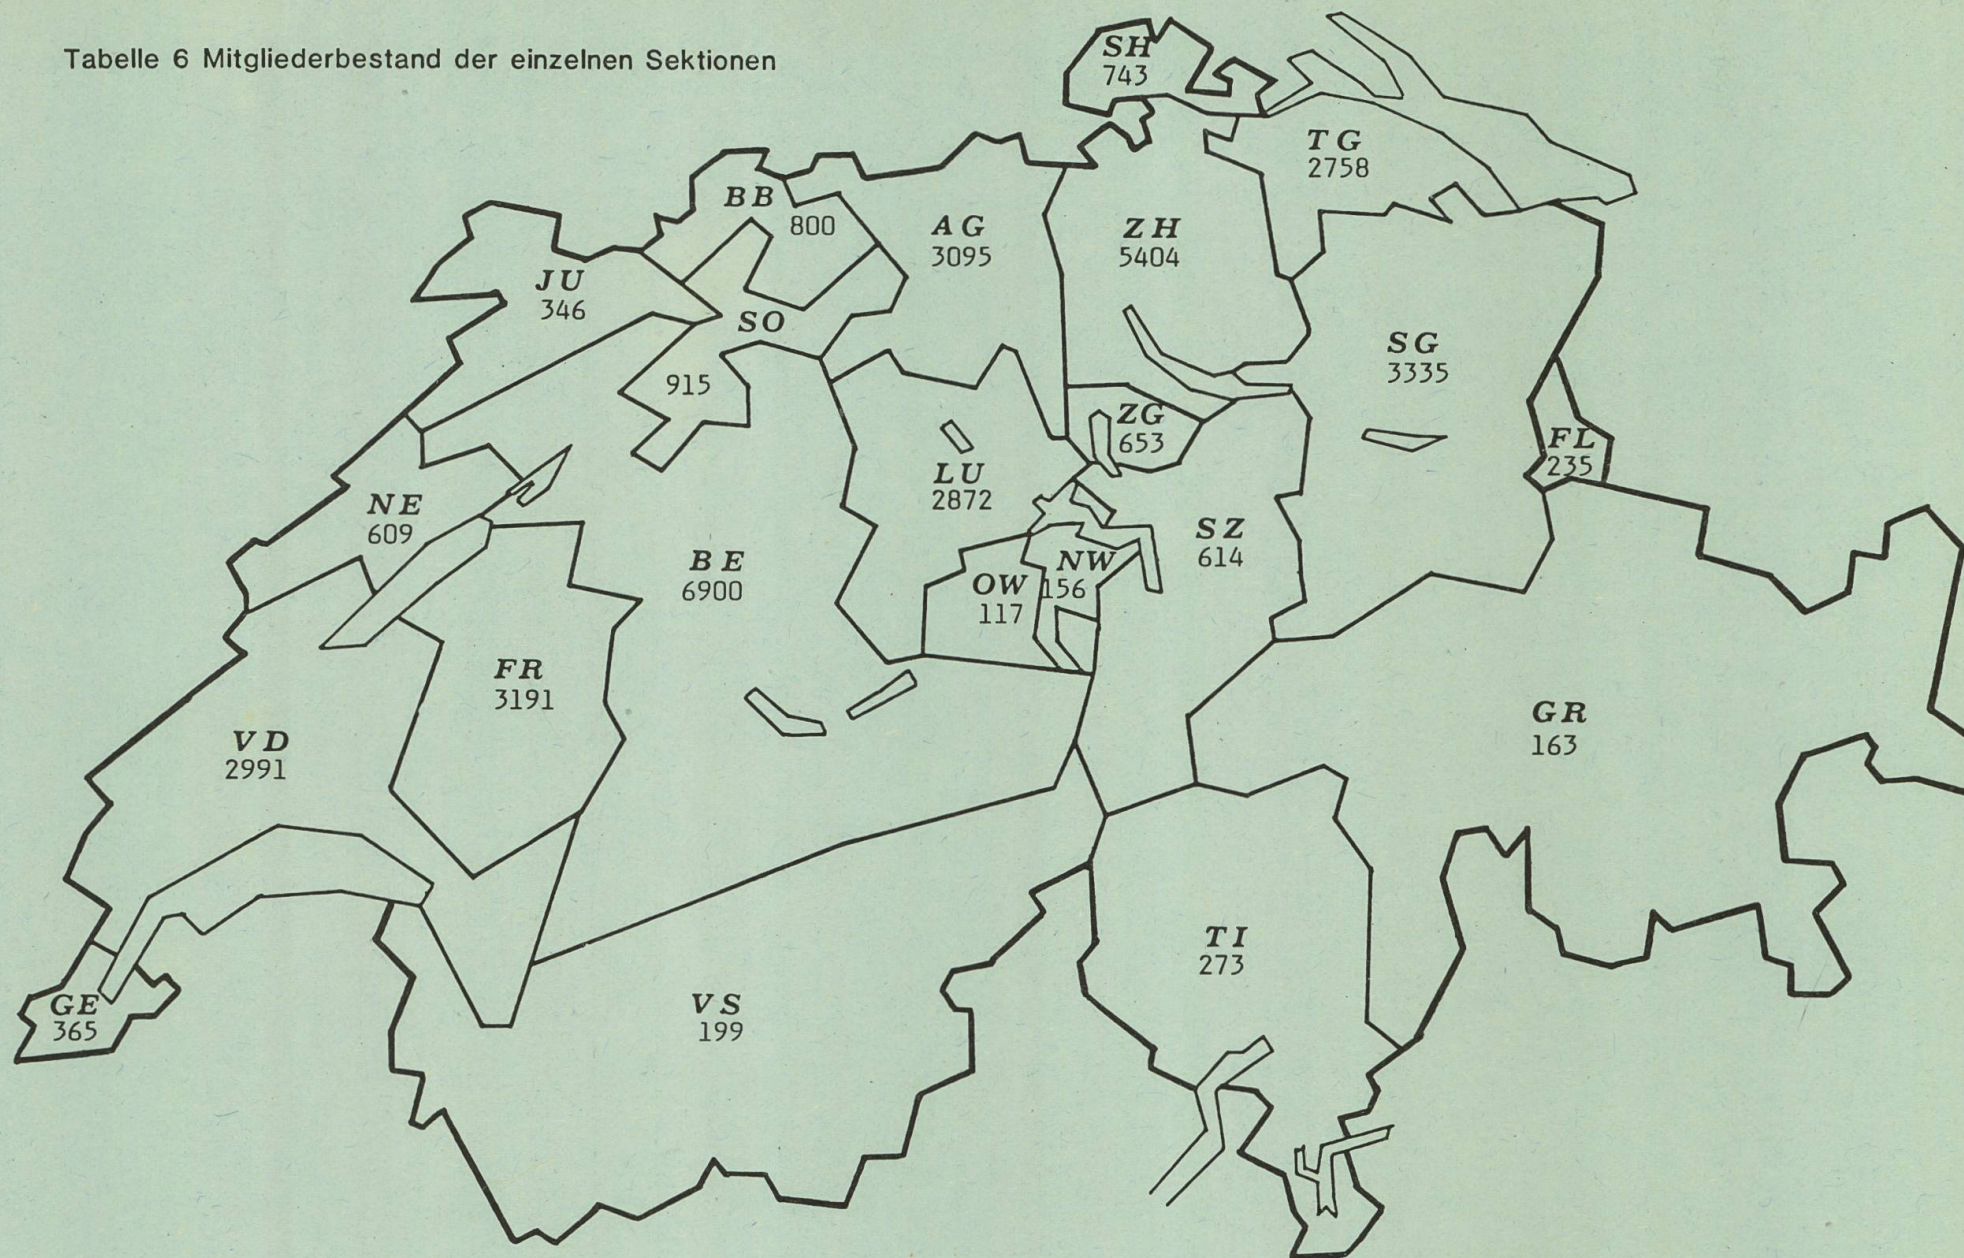 Tabelle 6 Mitgliederbestand der einzelnen Sektionen
SH
743
TG
2758
BB
800
AG
3095
ZH
5404
JU
346
SO
915
SG
3335
ZG
653
FL
235
LU
2872
NE
609
SZ
614
BE
6900
NW
156
OW
117
FR
3191
VD
2991
GR
163
TI
273
GE
365
VS
199